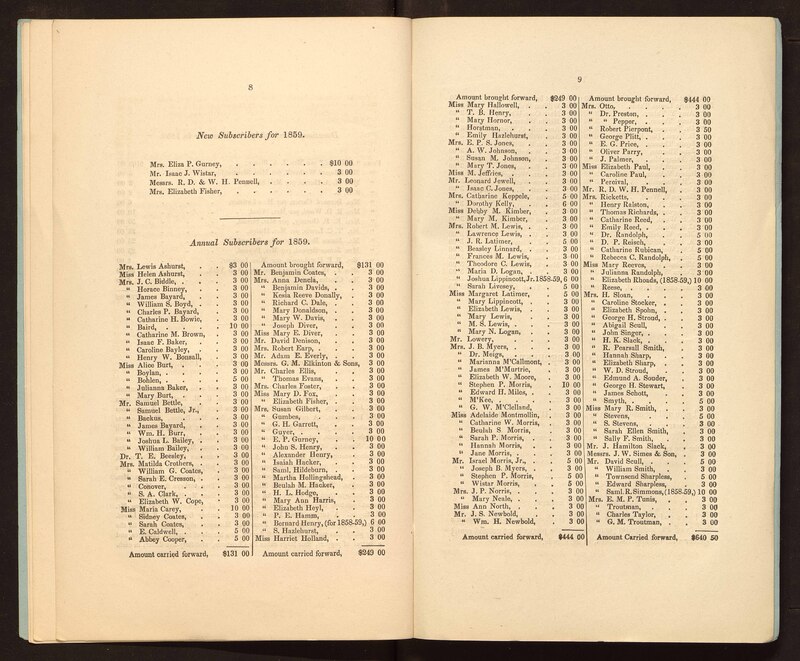 8
New Subscribers for 1859.
Mrs. Eliza P. Gurney, . . . . . . $10 00
Mr. Isaac J. Wistar, . . . . . . 3 00
Messrs. R. D. & W. H. Pennell, . . . . . 3 00
Mrs. Elizabeth Fisher, . . . . . . 3 00
Annual Subscribers for 1859.
Mrs. Lewis Ashurst, . . $3 00
Miss Helen Ashurst, . . 3 00
Mrs. J. C. Biddle, . . . 3 00
" Horace Binney, . . 3 00
" James Bayard, . . 3 00
" William S. Boyd, . . 3 00
" Charles P. Bayard, . . 3 00
" Catharine H. Bowie, . 3 00
" Baird, . . . . 10 00
" Catharine M. Brown, . 3 00
" Isaac F. Baker, . . 3 00
" Caroline Bayley, . . 3 00
" Henry W. Bonsall, . . 3 00
Miss Alice Burt, . . . 3 00
" Boylan, . . . . 3 00
" Bohlen, . . . . 5 00
" Julianna Baker, . . 3 00
" Mary Burt, . . . 3 00
Mr. Samuel Bettle, . . . 3 00
" Samuel Bettle, Jr., . . 3 00
" Backus, . . . . 3 00
" James Bayard, . . 3 00
" Wm. H. Burr, . . . 3 00
" Joshua L. Bailey, . . 3 00
" William Bailey, . . 3 00
Dr. T. E. Beesley, . . . 3 00
Mrs. Matilda Crothers, . . 3 00
" William G. Coates, . . 3 00
" Sarah E. Cresson, . . 3 00
" Conover, . . . . 3 00
" S. A. Clark, . . . 3 00
" Elizabeth W. Cope, . 3 00
Miss Maria Carey, . . . 10 00
" Sidney Coates, . . 3 00
" Sarah Coates, . . . 3 00
" E. Caldwell, . . . 5 00
" Abbey Cooper, . . . 5 00
Amount carried forward, $131 00
Amount brought forward, $131 00
Mr. Benjamin Coates, . . 3 00
Mrs. Anna Dencla, . . . 3 00
" Benjamin Davids, . . 3 00
" Kesia Reeve Donally, . 3 00
" Richard C. Dale, . . 3 00
" Mary Donaldson, . . 3 00
" Mary W. Davis, . . 3 00
" Joseph Diver, . . . 3 00
Miss Mary E. Diver, . . 3 00
Mr. David Denison, . . . 3 00
Mrs. Robert Earp, . . . 3 00
Mr. Adam E. Everly, . . 3 00
Messrs. G. M. Elkinton & Sons, 3 00
Mr. Charles Ellis, . . . 3 00
" Thomas Evans, . . . 3 00
Mrs. Charles Foster, . . 3 00
Miss Mary D. Fox, . . . 3 00
" Elizabeth Fisher, . . 3 00
Mrs. Susan Gilbert, . . . 3 00
" Gumbes, . . . . 3 00
" G. H. Garrett, . . . 3 00
" Guyer, . . . . 3 00
" E. P. Gurney, . . . 10 00
" John S. Henry, . . . 3 00
" Alexander Henry, . . 3 00
" Isaiah Hacker, . . . 3 00
" Saml. Hildeburn, . . 3 00
" Martha Hollingshead, . 3 00
" Beulah M. Hacker, . . 3 00
" H. L. Hodge, . . . 3 00
" Mary Ann Harris, . . 3 00
" Elizabeth Hoyl, . . 3 00
" P. E. Hamm, . . . 3 00
" Bernard Henry, (for 1858-59,) 6 00
" S. Hazlehurst, . . . 3 00
Miss Harriet Holland, . . 3 00
Amount carried forward, $249 00
9
Amount brought forward, $249 00
Miss Mary Hallowell, . . 3 00
" T. B. Henry, . . . 3 00
" Mary Hornor, . . . 3 00
" Horstman, . . . . 3 00
" Emily Hazlehurst, . . 3 00
Mrs. E. P. S. Jones, . . . 3 00
" A. W. Johnson, . . . 3 00
" Susan M. Johnson, . . 3 00
" Mary T. Jones, . . . 3 00
Miss M. Jeffries, . . . 3 00
Mr. Leonard Jewell, . . . 3 00
" Isaac C. Jones, . . . 3 00
Mrs. Catharine Keppele, . . 5 00
" Dorothy Kelly, . . . 6 00
Miss Debby M. Kimber, . . 3 00
" Mary M. Kimber, . . 3 00
Mrs. Robert M. Lewis, . . 3 00
" Lawrence Lewis, . . 3 00
" J. R. Latimer, . . . 5 00
" Beasley Linnard, . . 3 00
" Frances M. Lewis, . . 3 00
" Theodore C. Lewis, . . 3 00
" Maria D. Logan, . . 3 00
" Joshua Lippincott, Jr. 1858-59, 6 00
" Sarah Livesey, . . . 5 00
Miss Margaret Latimer, . . 5 00
" Mary Lippincott, . . 3 00
" Elizabeth Lewis, . . 3 00
" Mary Lewis, . . . 3 00
" M. S. Lewis, . . . 3 00
" Mary N. Logan, . . 3 00
Mr. Lowery, . . . . 3 00
Mrs. J. B. Myers, . . . 3 00
" Dr. Meigs, . . . 3 00
" Marianna M'Callmont, . 3 00
" James M'Murtrie, . . 3 00
" Elizabeth W. Moore, . 3 00
" Stephen P. Morris, . . 10 00
" Edward H. Miles, . . 3 00
" M'Kee, . . . . 3 00
" G. W. M'Clelland, . . 3 00
Miss Adelaide Montmollin, . 3 00
" Catharine W. Morris, . 3 00
" Beulah S. Morris, . . 3 00
" Sarah P. Morris, . . 3 00
" Hannah Morris, . . 3 00
" Jane Morris, . . . 3 00
Mr. Israel Morris, Jr., . . 5 00
" Joseph B. Myers, . . 3 00
" Stephen P. Morris, . . 5 00
" Wistar Morris, . . 5 00
Mrs. J. P. Norris, . . . 3 00
" Mary Neale, . . . 3 00
Miss Ann North, . . . 3 00
Mr. J. S. Newbold, . . . 3 00
" Wm. H. Newbold, . . 3 00
Amount carried forward, $444 00
Amount brought forward, $444 00
Mrs. Otto, . . . . 3 00
" Dr. Preston, . . . 3 00
" " Pepper, . . . 3 00
" Robert Pierpont, . . 3 50
" George Plitt, . . . 3 00
" E. G. Price, . . . 3 00
" Oliver Parry, . . . 3 00
" J. Palmer, . . . 3 00
Miss Elizabeth Paul, . . 3 00
" Caroline Paul, . . . 3 00
" Percival, . . . . 3 00
Mr. R. D. W. H. Pennell, . . 3 00
Mrs. Ricketts, . . . . 3 00
" Henry Ralston, . . 3 00
" Thomas Richards, . . 3 00
" Catharine Reed, . . 3 00
" Emily Reed, . . . 3 00
" Dr. Randolph, . . . 5 00
" D. P. Reisch, . . . 3 00
" Catharine Rubican, . . 5 00
" Rebecca C. Randolph, . 5 00
Miss Mary Reeves, . . . 3 00
" Julianna Randolph, . . 3 00
" Elizabeth Rhoads, (1858-59,) 10 00
" Reese, . . . . 3 00
Mrs. H. Sloan, . . . 3 00
" Caroline Stocker, . . 3 00
" Elizabeth Spohn, . . 3 00
" George H. Stroud, . . 3 00
" Abigail Scull, . . . 3 00
" John Singer, . . . 3 00
" H. K. Slack, . . . 3 00
" R. Pearsall Smith, . . 3 00
" Hannah Sharp, . . 3 00
" Elizabeth Sharp, . . 3 00
" W. D. Stroud, . . . 3 00
" Edmund A. Souder, . . 3 00
" George H. Stewart, . . 3 00
" James Schott, . . . 3 00
" Smyth, . . . . 5 00
Miss Mary R. Smith, . . 3 00
" Stevens, . . . . 5 00
" S. Stevens, . . . 3 00
" Sarah Ellen Smith, . . 3 00
" Sally F. Smith, . . 3 00
Mr. J. Hamilton Slack, . . 3 00
Messrs. J. W. Simes & Son, . 3 00
Mr. David Scull, . . . 5 00
" William Smith, . . 3 00
" Townsend Sharpless, . 5 00
" Edward Sharpless, . . 5 00
" Saml. R. Simmons, (1858-59,) 10 00
Mrs. E. M. P. Tams, . . 3 00
" Troutman, . . . 3 00
" Charles Taylor, . . 3 00
" G. M. Troutman, . . 3 00
Amount Carried forward, $640 50